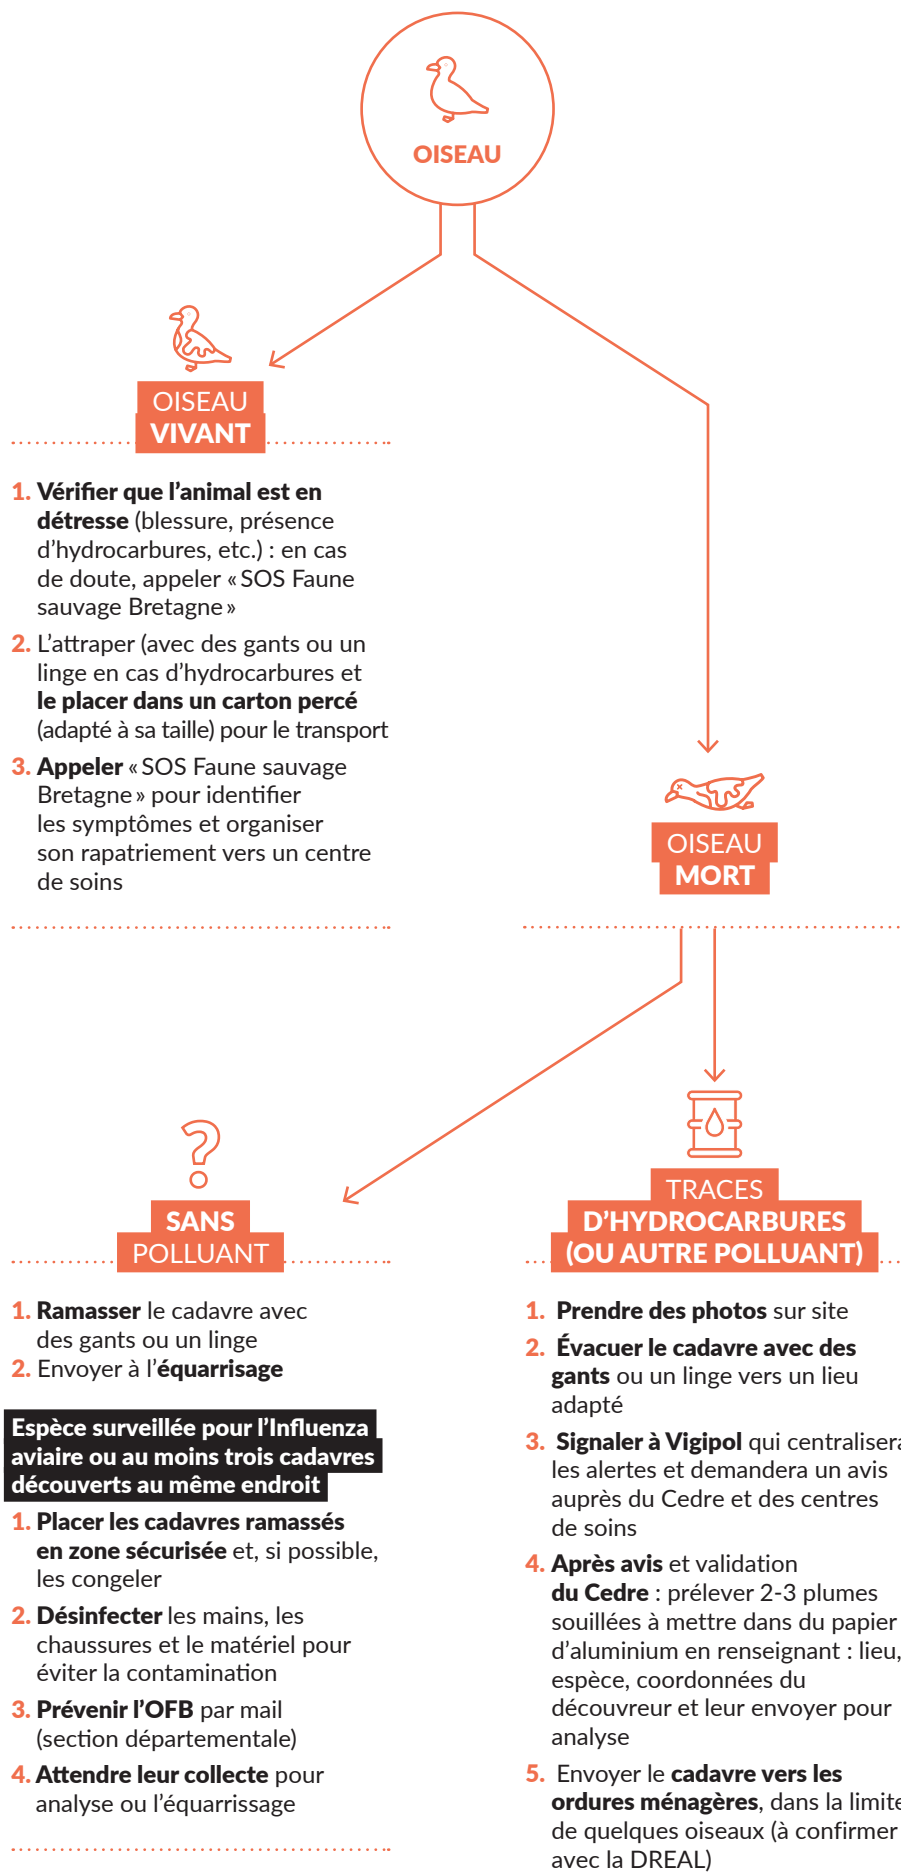 OISEAU
OISEAU
VIVANT
1. Vérifier que l’animal est en
détresse (blessure, présence
d’hydrocarbures, etc.) : en cas
de doute, appeler « SOS Faune
sauvage Bretagne »
2. L’attraper (avec des gants ou un
linge en cas d’hydrocarbures et
le placer dans un carton percé
(adapté à sa taille) pour le transport
3. Appeler « SOS Faune sauvage
Bretagne » pour identifier
les symptômes et organiser
son rapatriement vers un centre
de soins
OISEAU
MORT
SANS
POLLUANT
1. Ramasser le cadavre avec
des gants ou un linge
2. Envoyer à l’équarrisage
Espèce surveillée pour l’Influenza
aviaire ou au moins trois cadavres
découverts au même endroit
1. Placer les cadavres ramassés
en zone sécurisée et, si possible,
les congeler
2. Désinfecter les mains, les
chaussures et le matériel pour
éviter la contamination
3. Prévenir l’OFB par mail
(section départementale)
4. Attendre leur collecte pour
analyse ou l’équarrissage
TRACES
D’HYDROCARBURES
(OU AUTRE POLLUANT)
1. Prendre des photos sur site
2. Évacuer le cadavre avec des
gants ou un linge vers un lieu
adapté
3. Signaler à Vigipol qui centralisera
les alertes et demandera un avis
auprès du Cedre et des centres
de soins
4. Après avis et validation
du Cedre : prélever 2-3 plumes
souillées à mettre dans du papier
d’aluminium en renseignant : lieu,
espèce, coordonnées du
découvreur et leur envoyer pour
analyse
5. Envoyer le cadavre vers les
ordures ménagères, dans la limite
de quelques oiseaux (à confirmer
avec la DREAL)